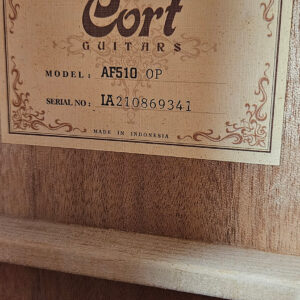 Cort
GUITARS
MODEL: AF510 OP
SERIAL NO: IA210869341
MADE IN INDONESIA